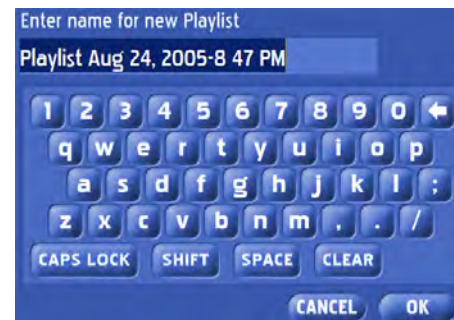 Enter name for new Playlist
Playlist Aug 24, 2005-8 47 PM
1 2 3 4 5 6 7 8 9 0
q w e r t y u i o p
a s d f g h j k l ;
z x c v b n m , . /
CAPS LOCK SHIFT SPACE CLEAR
CANCEL OK